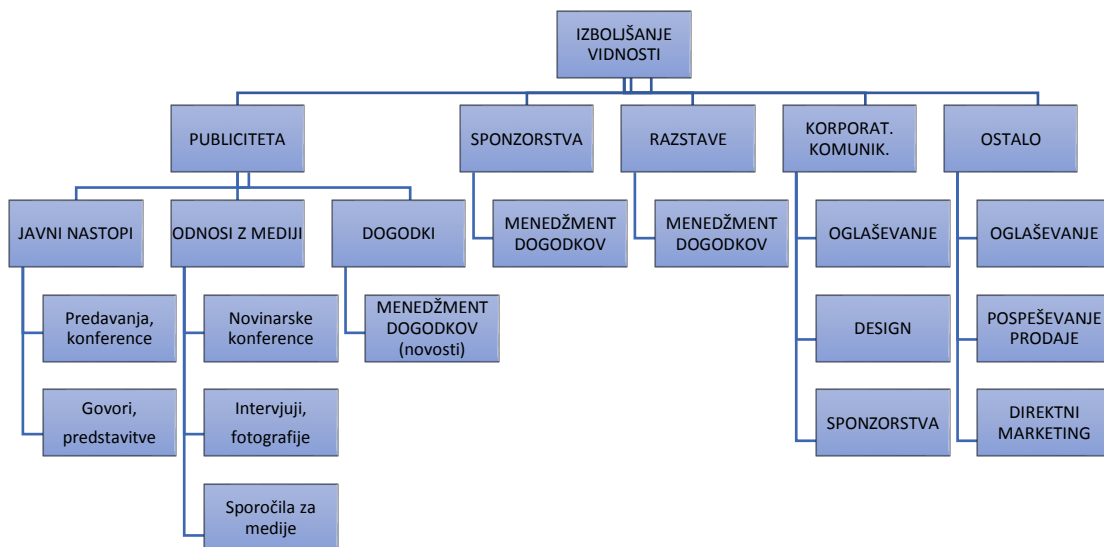 IZBOLJŠANJE
VIDNOSTI
PUBLICITETA
SPONZORSTVA
RAZSTAVE
KORPORAT.
KOMUNIK.
OSTALO
JAVNI NASTOPI
ODNOSI Z MEDIJI
DOGODKI
MENEDŽMENT
DOGODKOV
MENEDŽMENT
DOGODKOV
OGLAŠEVANJE
OGLAŠEVANJE
Predavanja,
konference
Novinarske
konference
MENEDŽMENT
DOGODKOV
(novosti)
DESIGN
POSPEŠEVANJE
PRODAJE
Govori,
predstavitve
Intervjuji,
fotografije
SPONZORSTVA
DIREKTNI
MARKETING
Sporočila za
medije